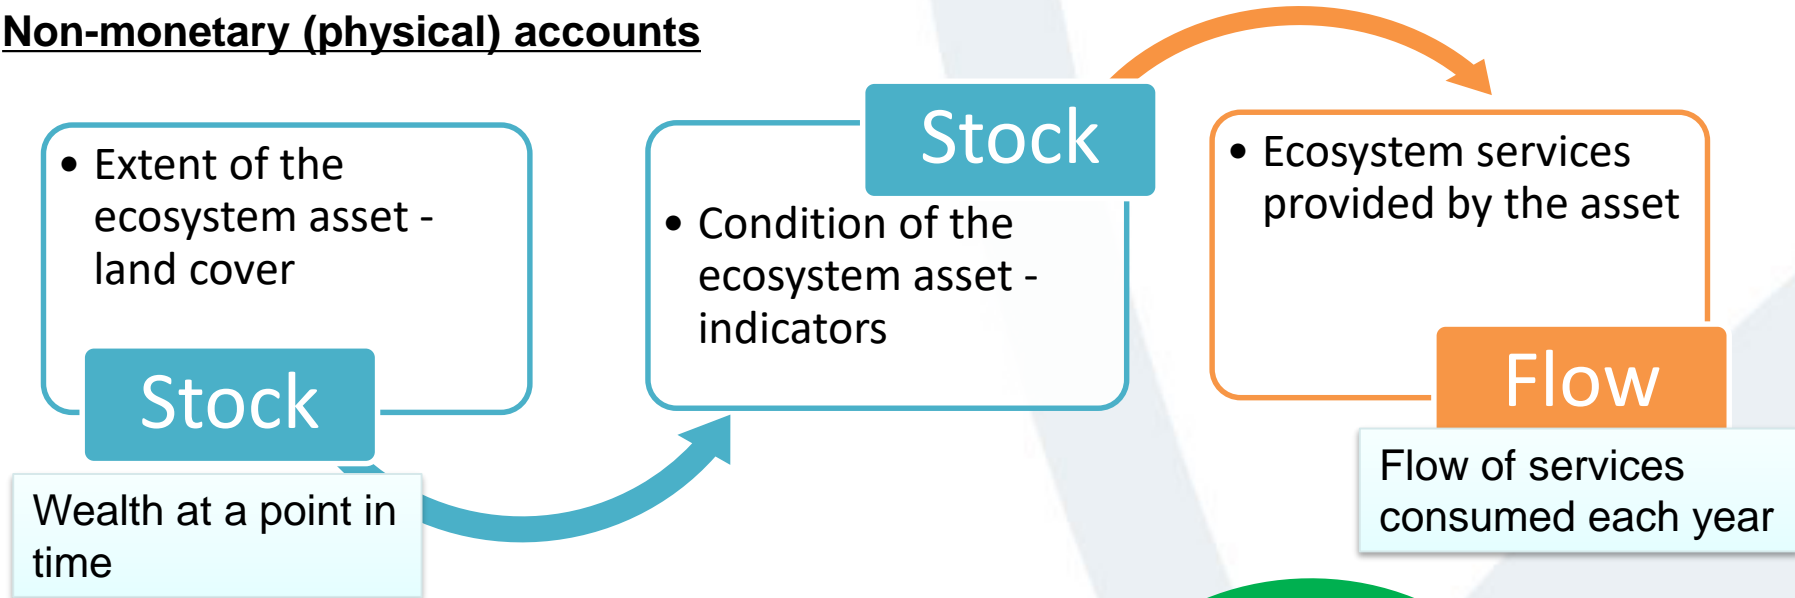 Non-monetary (physical) accounts
• Extent of the
ecosystem asset -
land cover
Stock
Wealth at a point in
time
Stock
• Condition of the
ecosystem asset -
indicators
• Ecosystem services
provided by the asset
Flow
Flow of services
consumed each year